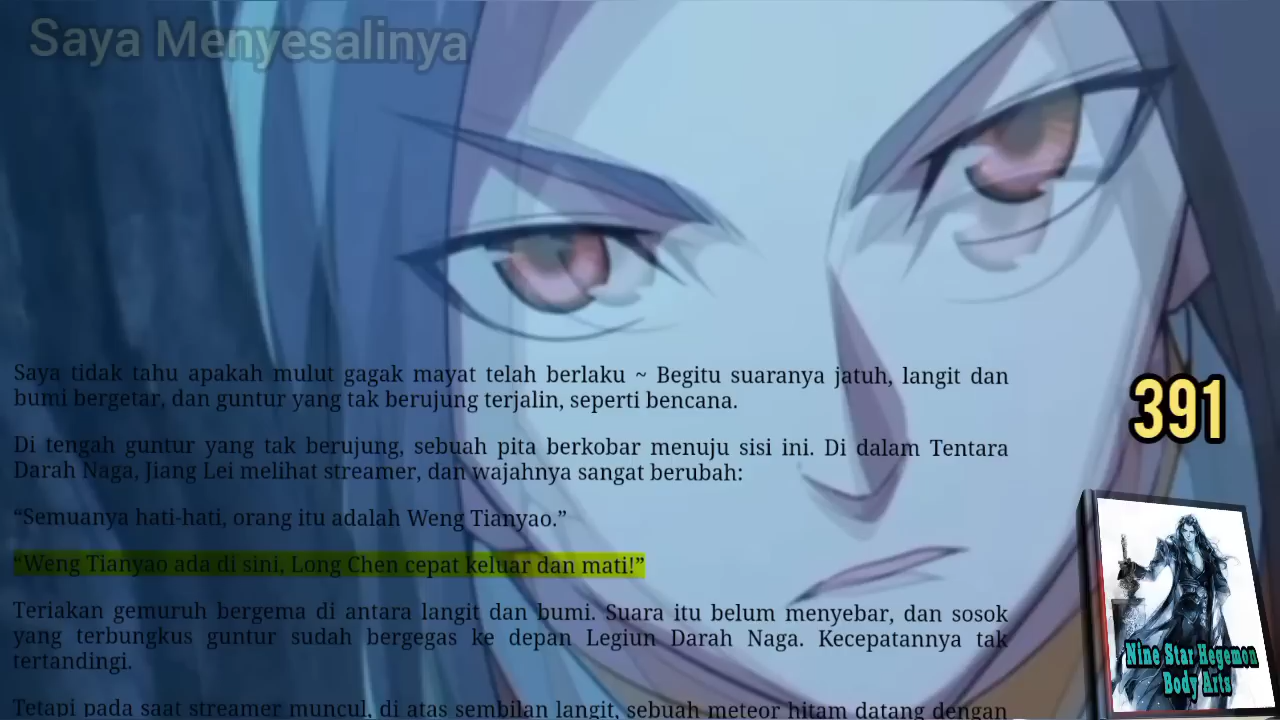 Saya Menyesalinya
Saya tidak tahu apakah mulut gagak mayat telah berlaku ~ Begitu suaranya jatuh, langit dan
bumi bergetar, dan guntur yang tak berujung terjalin, seperti bencana.
Di tengah guntur yang tak berujung, sebuah pita berkobar menuju sisi ini. Di dalam Tentara
Darah Naga, Jiang Lei melihat streamer, dan wajahnya sangat berubah:
“Semuanya hati-hati, orang itu adalah Weng Tianyao.”
“Weng Tianyao ada di sini, Long Chen cepat keluar dan mati!”
Teriakan gemuruh bergema di antara langit dan bumi. Suara itu belum menyebar, dan sosok
yang terbungkus guntur sudah bergegas ke depan Legiun Darah Naga. Kecepatannya tak
tertandingi.
Tetapi pada saat streamer muncul, di atas sembilan langit, sebuah meteor hitam datang dengan
391
Nine Star Hegemon
Body Arts